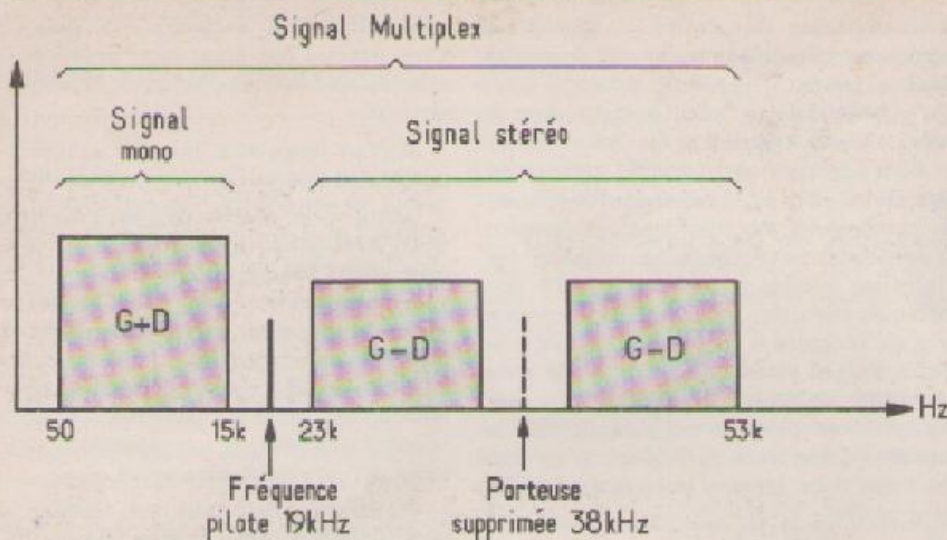 Signal Multiplex
Signal
mono
Signal stéréo
G+D
G-D
G-D
Hz
50
15k
23k
53k
Fréquence
pilote 19kHz
Porteuse
supprimée 38kHz